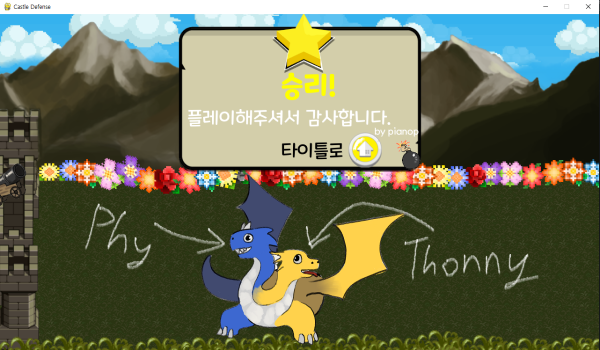 Castle Defense
승리!
플레이해주셔서 감사합니다.
by pianop
타이틀로
Phy
Thonny